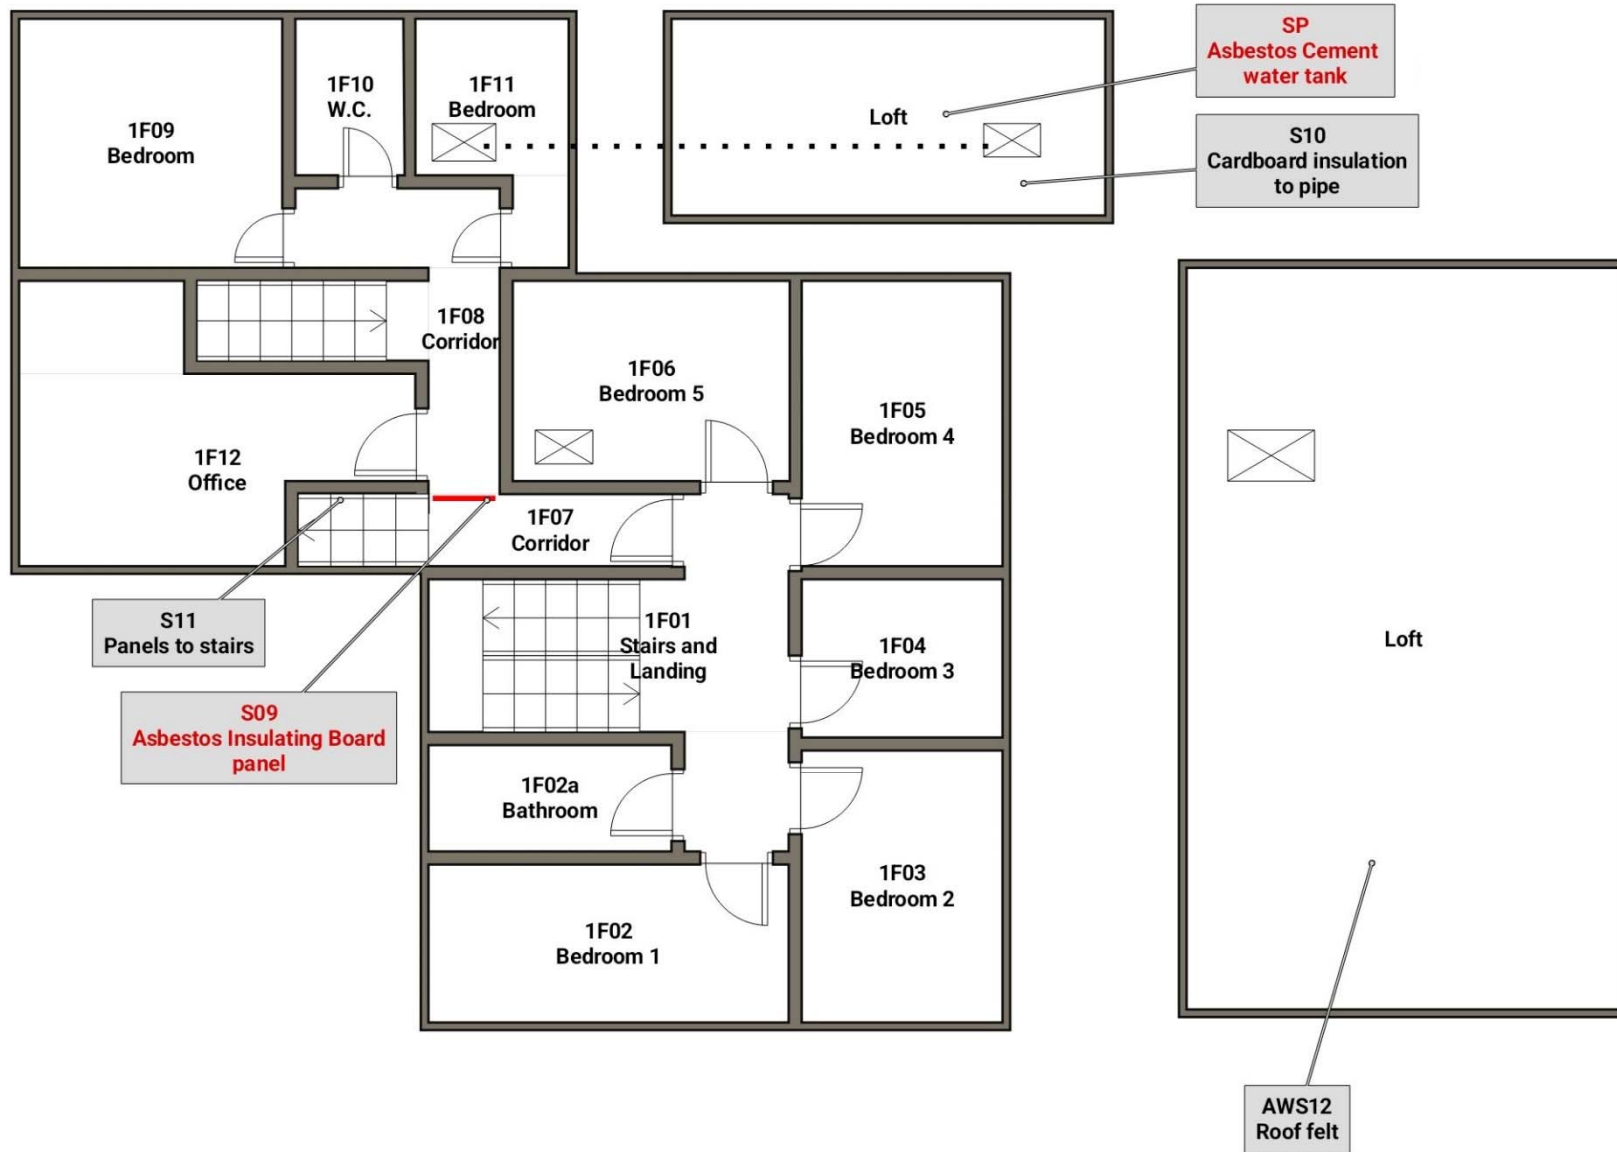 SP
Asbestos Cement
water tank
1F10
W.C.
1F11
Bedroom
Loft
1F09
Bedroom
S10
Cardboard insulation
to pipe
1F08
Corridor
1F06
Bedroom 5
1F05
Bedroom 4
1F12
Office
1F07
Corridor
S11
Panels to stairs
1F01
Stairs and
Landing
1F04
Bedroom 3
Loft
S09
Asbestos Insulating Board
panel
1F02a
Bathroom
1F03
Bedroom 2
1F02
Bedroom 1
AWS12
Roof felt